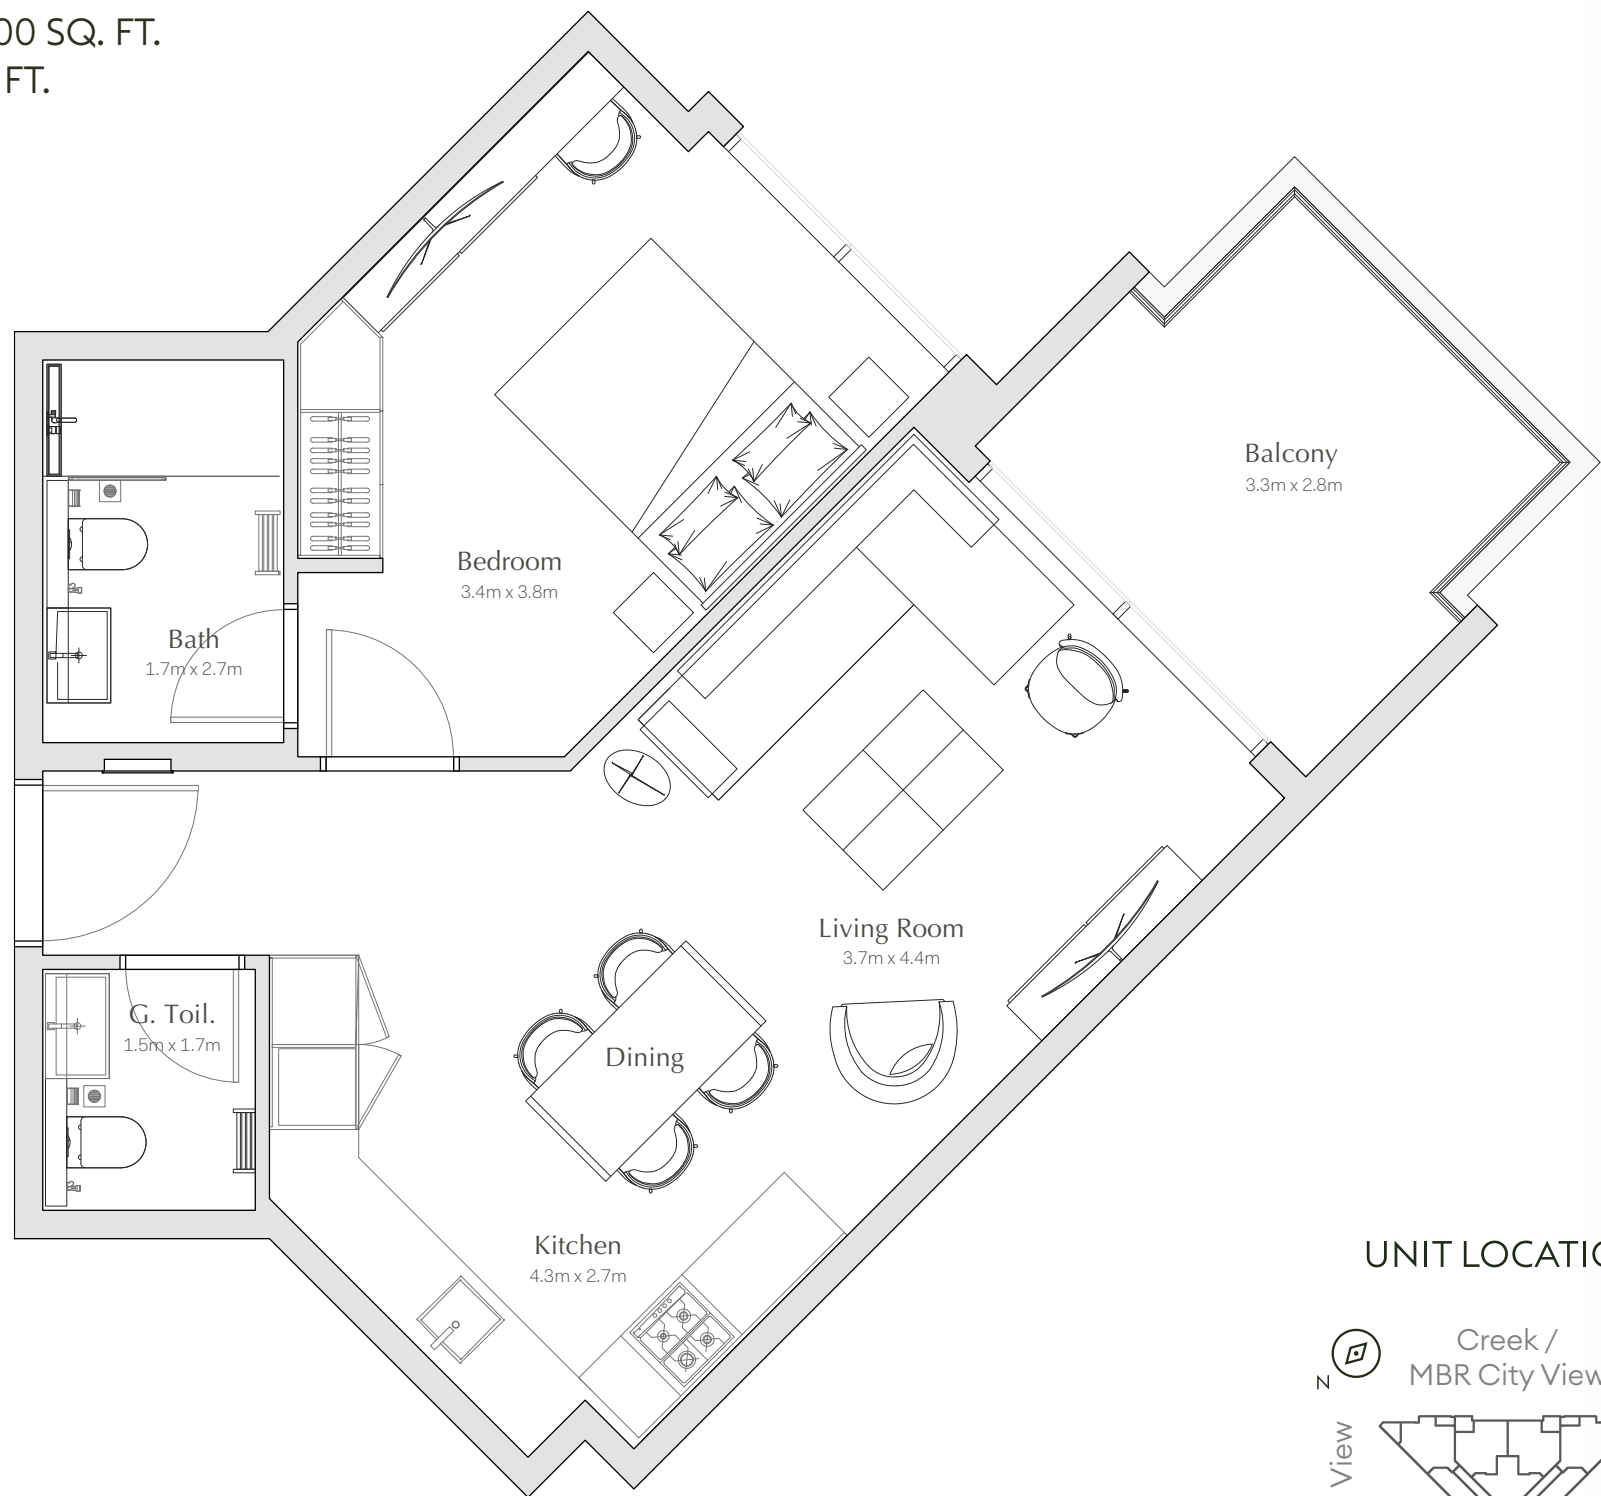 00 SQ. FT.
FT.
Balcony
3.3m x 2.8m
Bedroom
3.4m x 3.8m
Bath
1.7m x 2.7m
Living Room
3.7m x 4.4m
G. Toil.
1.5m x 1.7m
Dining
Kitchen
4.3m x 2.7m
UNIT LOCATIO
Creek /
MBR City View
N
View